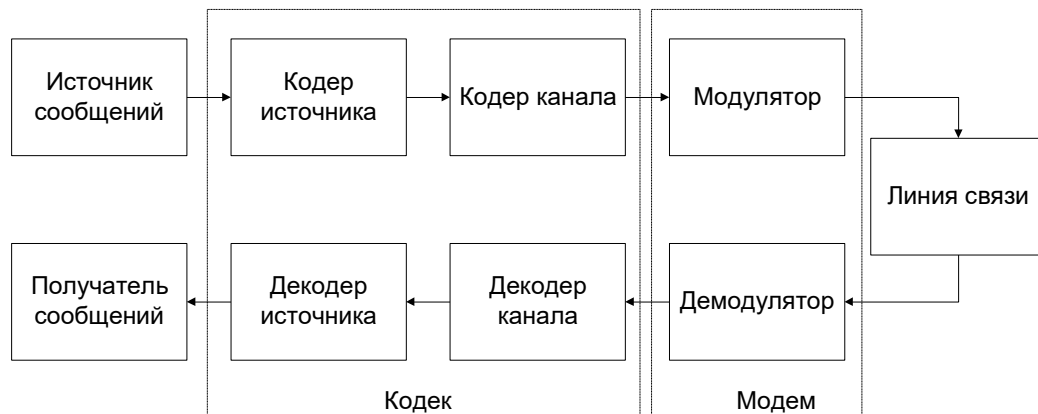 Источник
сообщений
Кодер
источника
Кодер канала
Модулятор
Линия связи
Получатель
сообщений
Декодер
источника
Декодер
канала
Демодулятор
Кодек
Модем